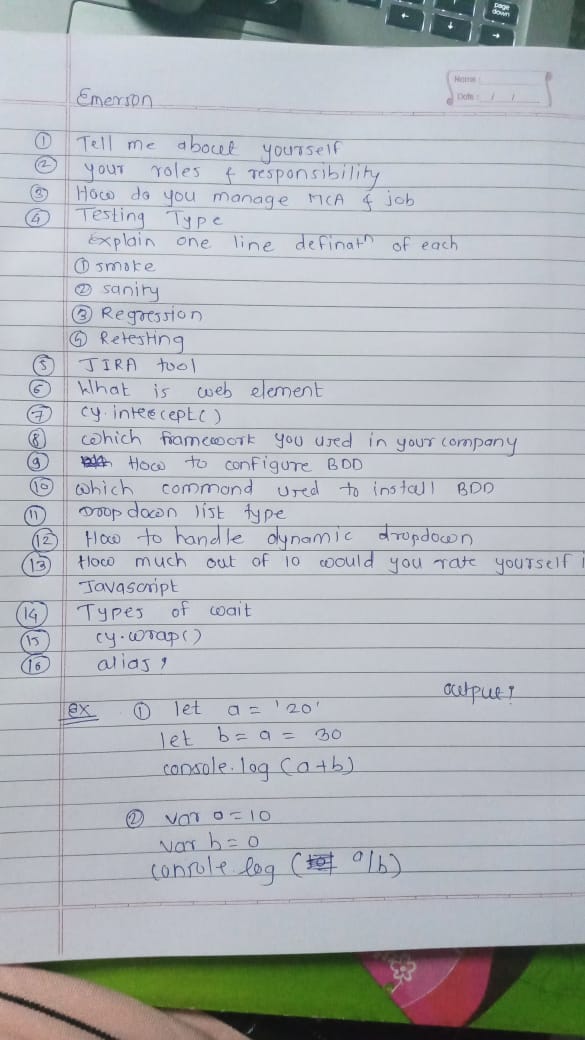 page
down
Name
Date: / /
Emerson
① Tell me about yourself
② your roles & responsibility
③ How do you manage MCA & job
④ Testing Type
Explain one line definatn of each
① smoke
② sanity
③ Regression
④ Retesting
⑤ JIRA tool
⑥ What is web element
⑦ cy.intercept()
⑧ which framework you used in your company
⑨ How to configure BDD
⑩ which command used to install BDD
⑪ Drop down list type
⑫ How to handle dynamic dropdown
⑬ How much out of 10 would you rate yourself i
Javascript
⑭ Types of wait
⑮ cy.wrap()
⑯ alias,
output?
ex ① let a = '20'
let b = a = 30
console.log (a+b)
② var a = 10
var b = 0
console.log ( a/b)